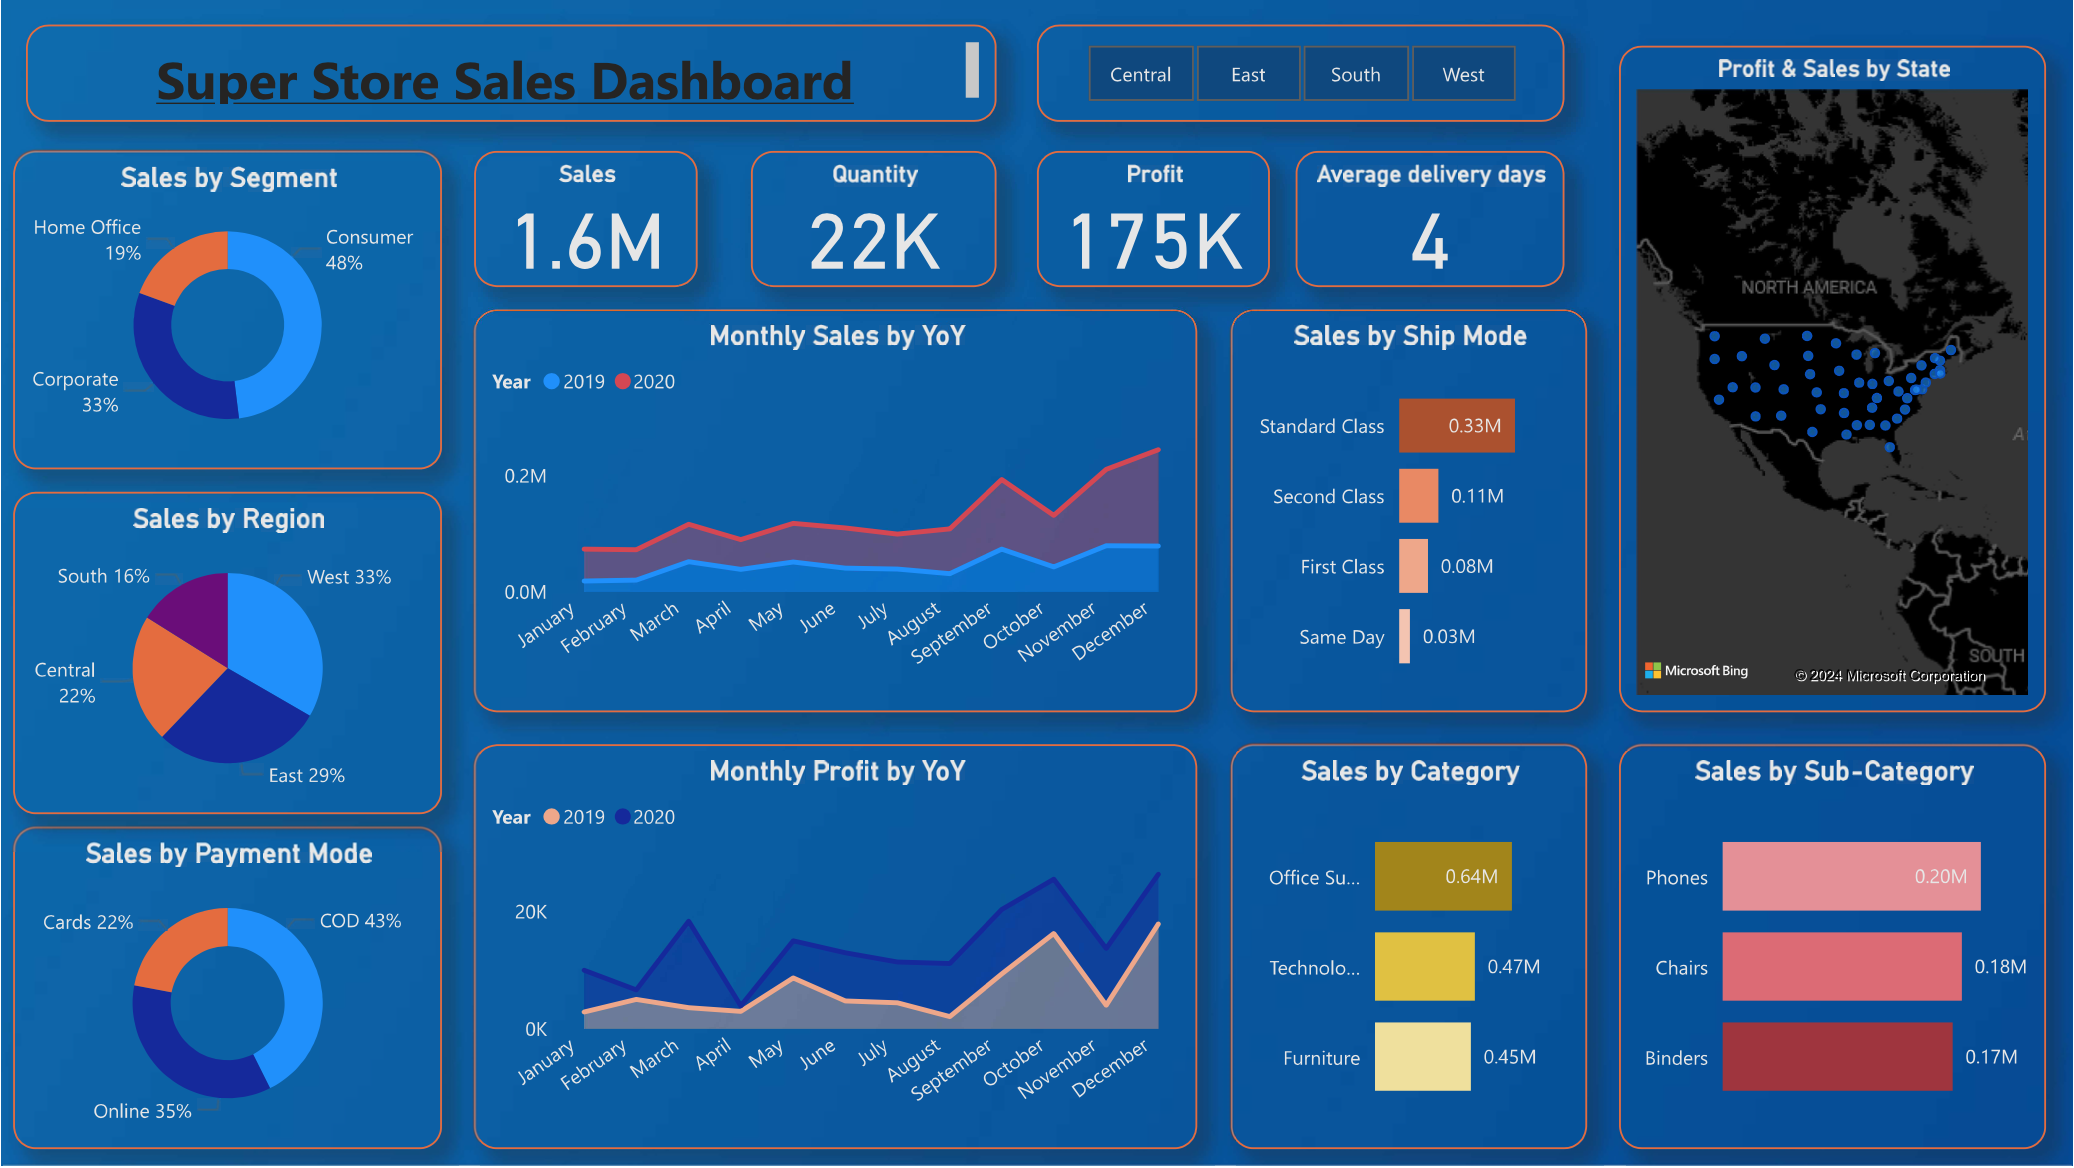 Super Store Sales Dashboard
Central East South West
Profit & Sales by State
NORTH AMERICA
SOUTH
Microsoft Bing
© 2024 Microsoft Corporation
Sales by Segment
Home Office
19%
Consumer
48%
Corporate
33%
Sales
1.6M
Quantity
22K
Profit
175K
Average delivery days
4
Monthly Sales by YoY
Year 2019 2020
0.2M
0.0M
January February March April May June July August September October November December
Sales by Ship Mode
Standard Class 0.33M
Second Class 0.11M
First Class 0.08M
Same Day 0.03M
Sales by Region
South 16%
West 33%
Central
22%
East 29%
Sales by Payment Mode
Cards 22%
COD 43%
Online 35%
Monthly Profit by YoY
Year 2019 2020
20K
0K
January February March April May June July August September October November December
Sales by Category
Office Su... 0.64M
Technolo... 0.47M
Furniture 0.45M
Sales by Sub-Category
Phones 0.20M
Chairs 0.18M
Binders 0.17M